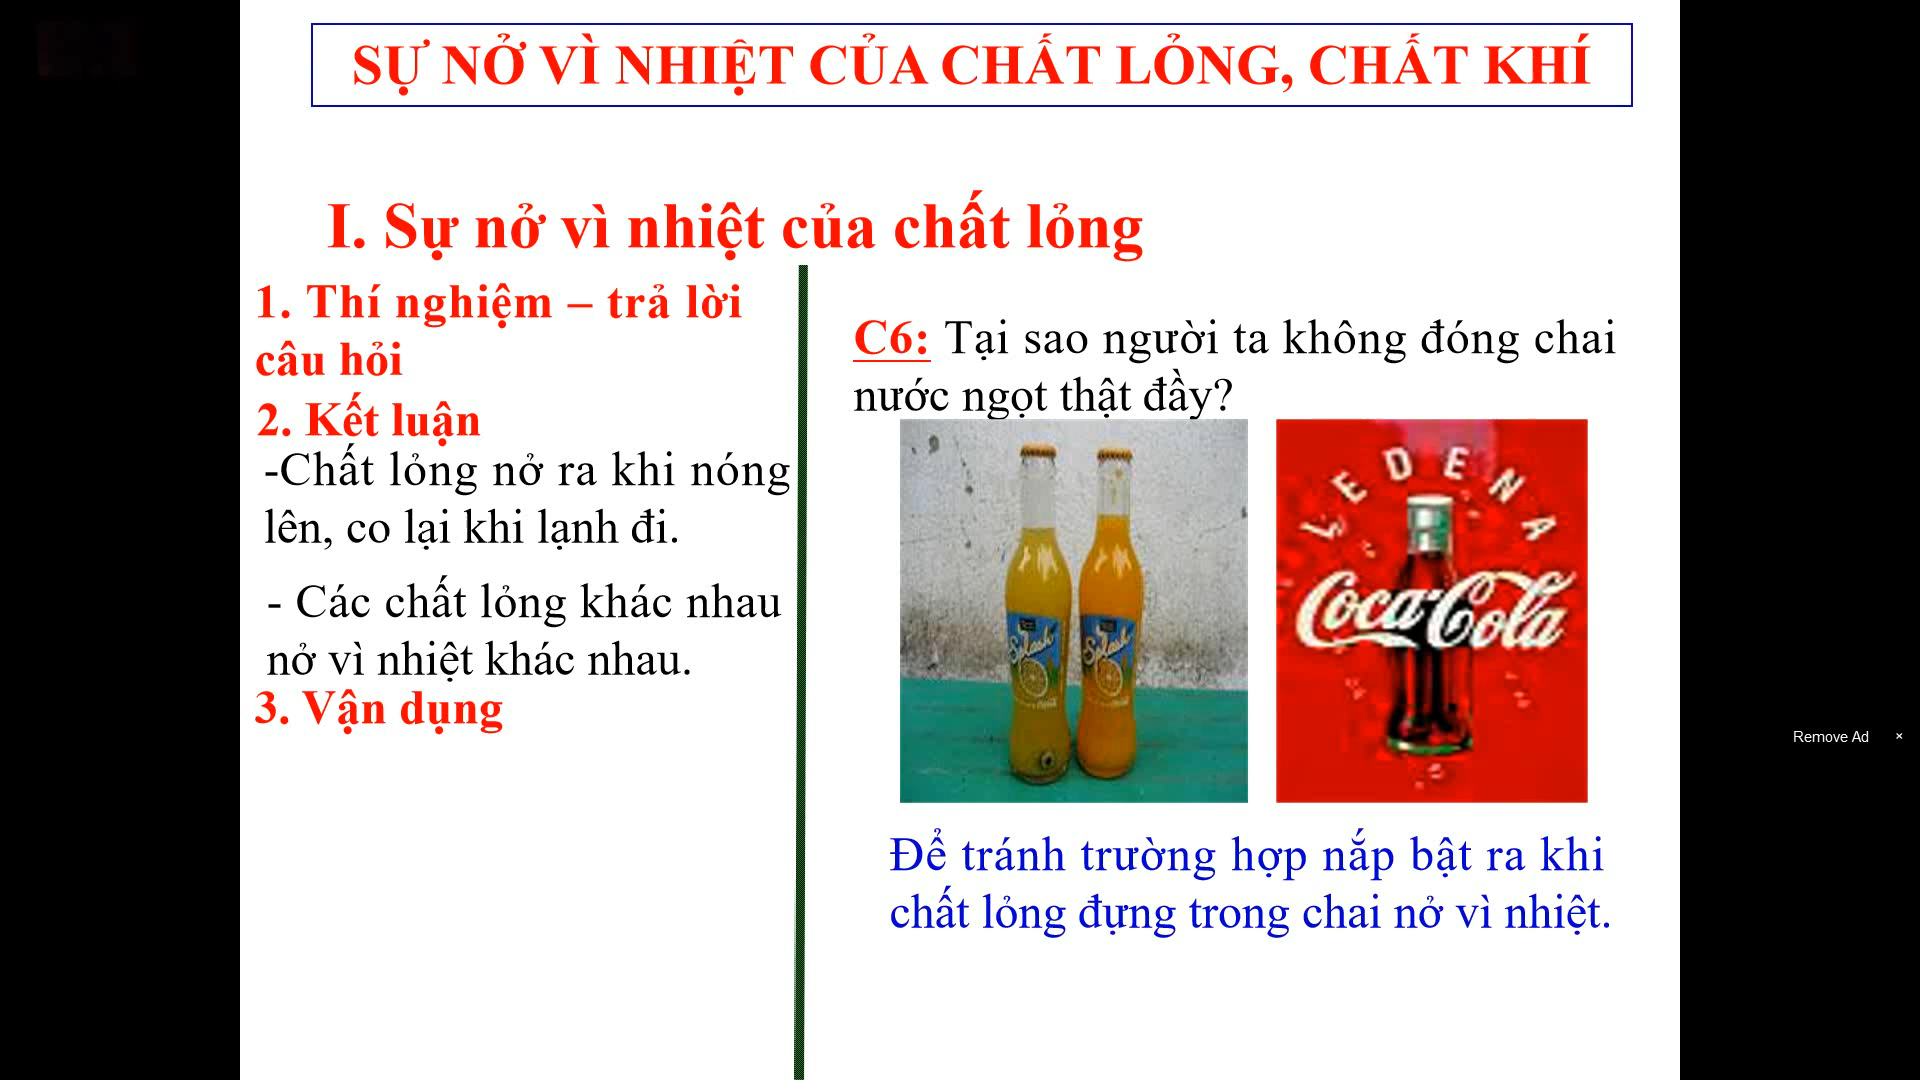 SỰ NỞ VÌ NHIỆT CỦA CHẤT LỎNG, CHẤT KHÍ
I. Sự nở vì nhiệt của chất lỏng
1. Thí nghiệm – trả lời
câu hỏi
2. Kết luận
-Chất lỏng nở ra khi nóng
lên, co lại khi lạnh đi.
- Các chất lỏng khác nhau
nở vì nhiệt khác nhau.
3. Vận dụng
C6: Tại sao người ta không đóng chai
nước ngọt thật đầy?
Splash
Splash
LEDENA
Coca-Cola
Để tránh trường hợp nắp bật ra khi
chất lỏng đựng trong chai nở vì nhiệt.
Remove Ad ×